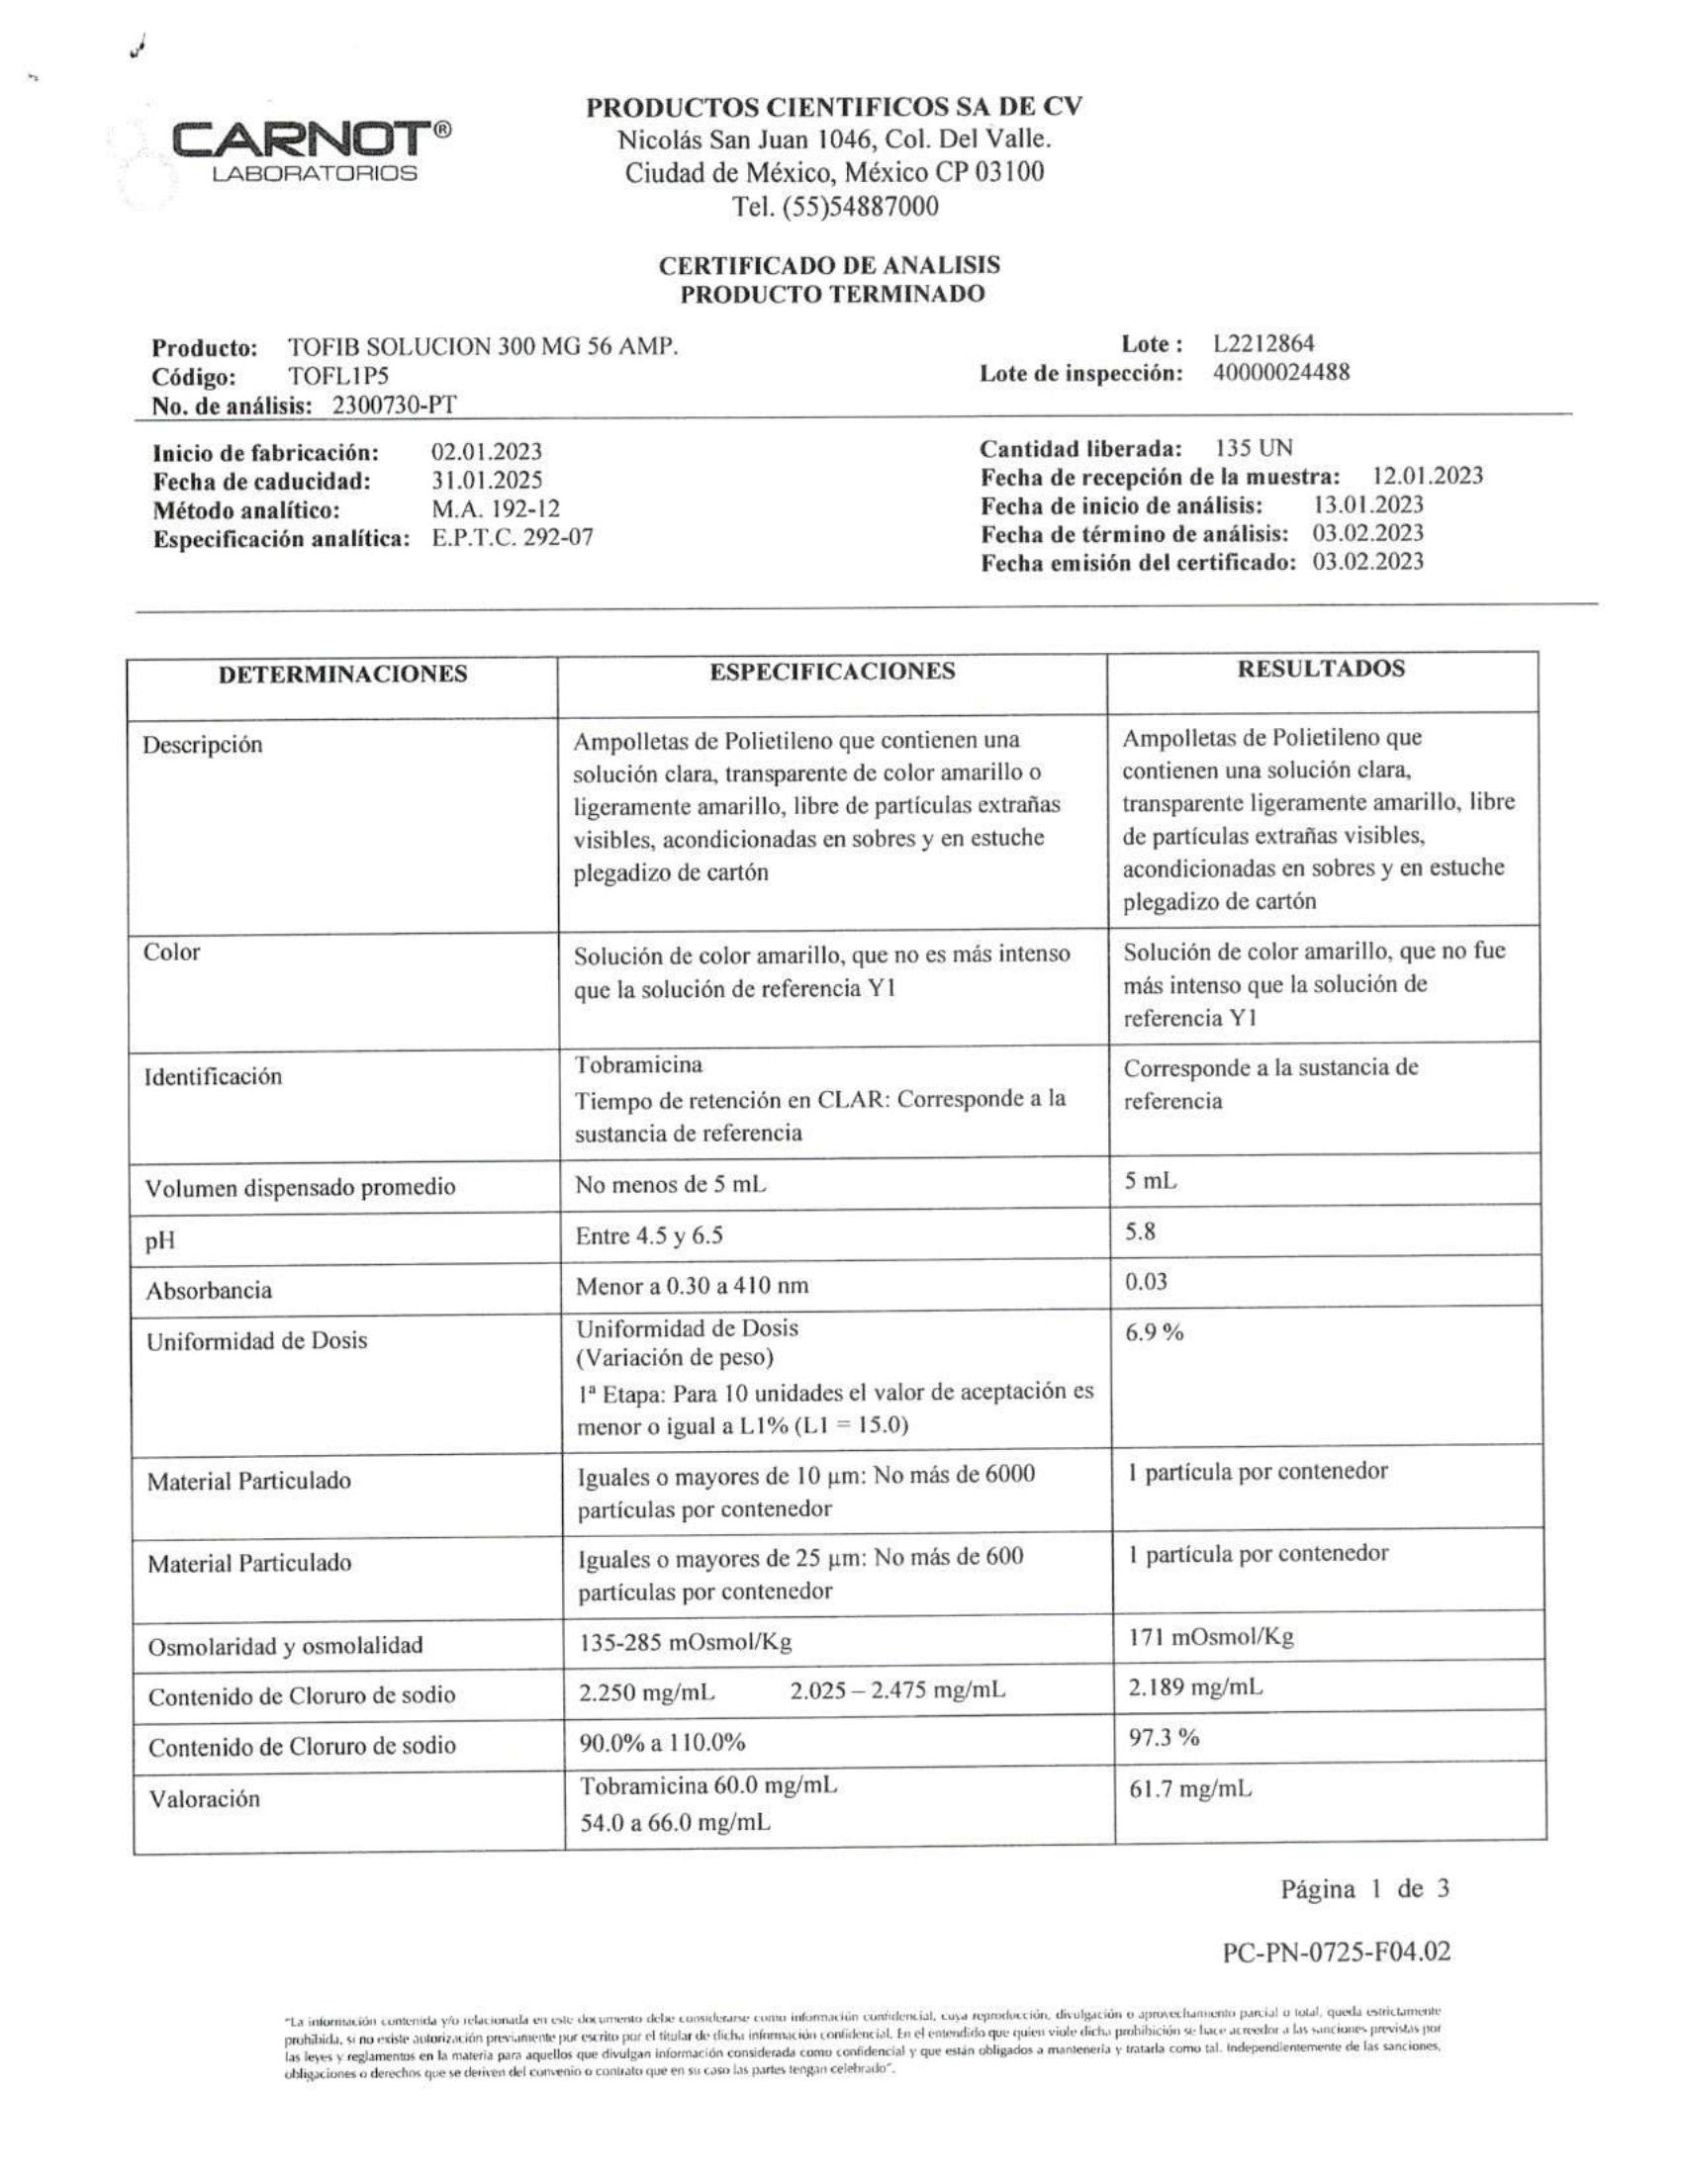 CARNOT®
LABORATORIOS
PRODUCTOS CIENTIFICOS SA DE CV
Nicolás San Juan 1046, Col. Del Valle.
Ciudad de México, México CP 03100
Tel. (55)54887000
CERTIFICADO DE ANALISIS
PRODUCTO TERMINADO
Producto: TOFIB SOLUCION 300 MG 56 AMP.
Código: TOFL1P5
No. de análisis: 2300730-PT
Lote : L2212864
Lote de inspección: 40000024488
Inicio de fabricación: 02.01.2023
Fecha de caducidad: 31.01.2025
Método analítico: M.A. 192-12
Especificación analítica: E.P.T.C. 292-07
Cantidad liberada: 135 UN
Fecha de recepción de la muestra: 12.01.2023
Fecha de inicio de análisis: 13.01.2023
Fecha de término de análisis: 03.02.2023
Fecha emisión del certificado: 03.02.2023
DETERMINACIONES ESPECIFICACIONES RESULTADOS
Descripción
Ampolletas de Polietileno que contienen una
solución clara, transparente de color amarillo o
ligeramente amarillo, libre de partículas extrañas
visibles, acondicionadas en sobres y en estuche
plegadizo de cartón
Ampolletas de Polietileno que
contienen una solución clara,
transparente ligeramente amarillo, libre
de partículas extrañas visibles,
acondicionadas en sobres y en estuche
plegadizo de cartón
Color
Solución de color amarillo, que no es más intenso
que la solución de referencia Y1
Solución de color amarillo, que no fue
más intenso que la solución de
referencia Y1
Identificación
Tobramicina
Tiempo de retención en CLAR: Corresponde a la
sustancia de referencia
Corresponde a la sustancia de
referencia
Volumen dispensado promedio No menos de 5 mL 5 mL
pH Entre 4.5 y 6.5 5.8
Absorbancia Menor a 0.30 a 410 nm 0.03
Uniformidad de Dosis
Uniformidad de Dosis
(Variación de peso)
1ª Etapa: Para 10 unidades el valor de aceptación es
menor o igual a L1% (L1 = 15.0)
6.9 %
Material Particulado
Iguales o mayores de 10 µm: No más de 6000
partículas por contenedor
1 partícula por contenedor
Material Particulado
Iguales o mayores de 25 µm: No más de 600
partículas por contenedor
1 partícula por contenedor
Osmolaridad y osmolalidad 135-285 mOsmol/Kg 171 mOsmol/Kg
Contenido de Cloruro de sodio 2.250 mg/mL 2.025 – 2.475 mg/mL 2.189 mg/mL
Contenido de Cloruro de sodio 90.0% a 110.0% 97.3 %
Valoración
Tobramicina 60.0 mg/mL
54.0 a 66.0 mg/mL
61.7 mg/mL
Página 1 de 3
PC-PN-0725-F04.02
"La información contenida y/o relacionada en este documento debe considerarse como información confidencial, cuya reproducción, divulgación o aprovechamiento parcial o total, queda estrictamente
prohibida, si no existe autorización previamente por escrito por el titular de dicha información confidencial. En el entendido que quien viole dicha prohibición se hace acreedor a las sanciones previstas por
las leyes y reglamentos en la materia para aquellos que divulgan información considerada como confidencial y que están obligados a mantenerla y tratarla como tal. Independientemente de las sanciones,
obligaciones o derechos que se deriven del convenio o contrato que en su caso las partes tengan celebrado".